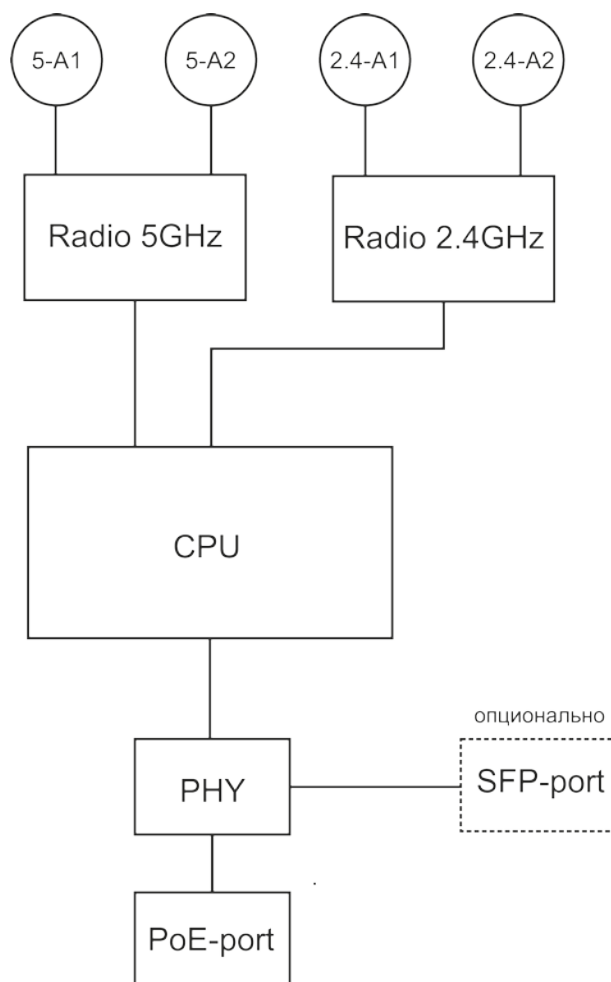 5-A1
5-A2
2.4-A1
2.4-A2
Radio 5GHz
Radio 2.4GHz
CPU
опционально
PHY
SFP-port
PoE-port